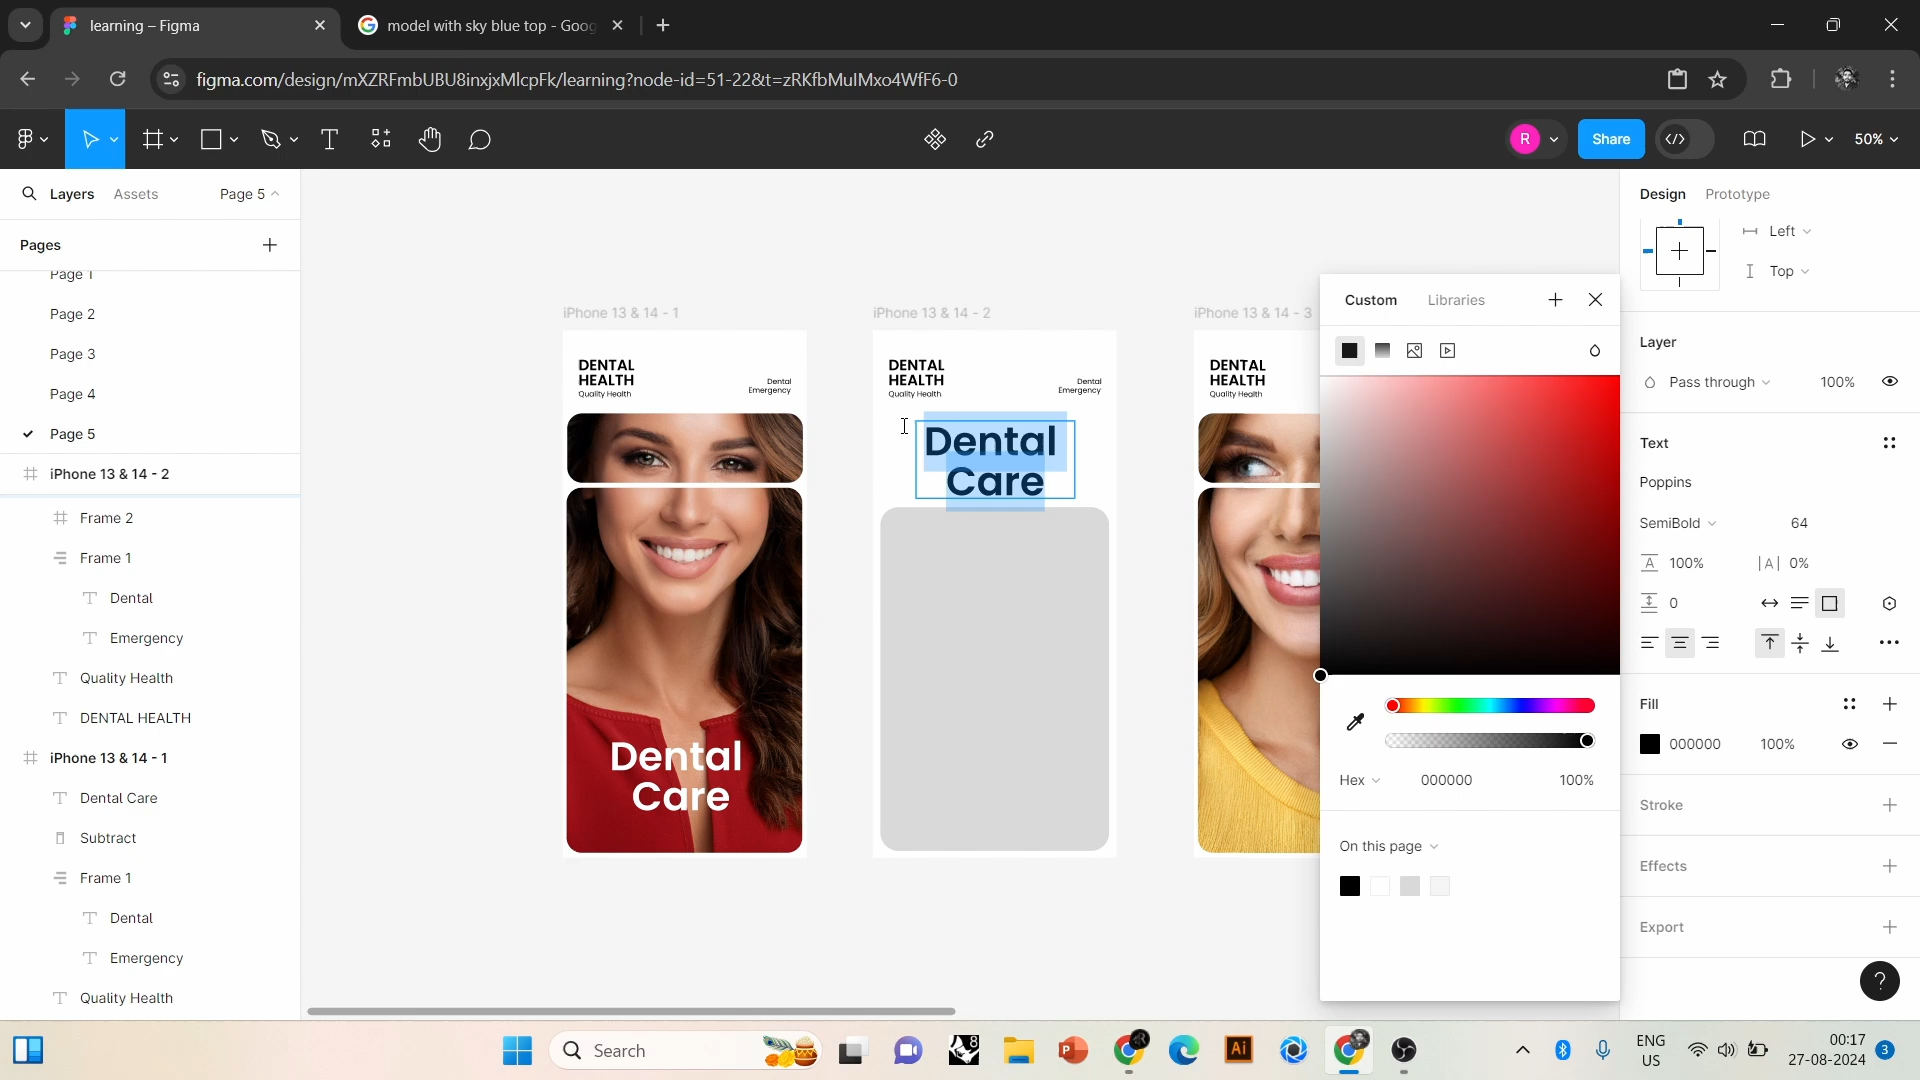 learning – Figma
model with sky blue top - Goog
figma.com/design/mXZRFmbUBU8inxjxMlcpFk/learning?node-id=51-22&t=zRKfbMulMxo4WfF6-0
R
Share
50%
Layers
Assets
Page 5
Pages
Page 1
Page 2
Page 3
Page 4
Page 5
iPhone 13 & 14 - 2
Frame 2
Frame 1
Dental
Emergency
Quality Health
DENTAL HEALTH
iPhone 13 & 14 - 1
Dental Care
Subtract
Frame 1
Dental
Emergency
Quality Health
iPhone 13 & 14 - 1
DENTAL
HEALTH
Quality Health
Dental
Emergency
Dental
Care
iPhone 13 & 14 - 2
DENTAL
HEALTH
Quality Health
Dental
Emergency
Dental
Care
iPhone 13 & 14 - 3
DENTAL
HEALTH
Quality Health
Custom
Libraries
Hex
000000
100%
On this page
Design
Prototype
Left
Top
Layer
Pass through
100%
Text
Poppins
SemiBold
64
A
100%
|A|
0%
0
Fill
000000
100%
Stroke
Effects
Export
?
Search
8
P
Ai
ENG
US
00:17
27-08-2024
3